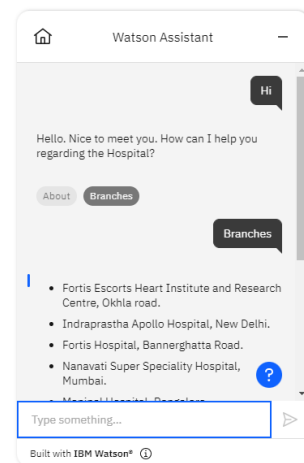 Watson Assistant
Hi
Hello. Nice to meet you. How can I help you
regarding the Hospital?
About Branches
Branches
• Fortis Escorts Heart Institute and Research
Centre, Okhla road.
• Indraprastha Apollo Hospital, New Delhi.
• Fortis Hospital, Bannerghatta Road.
• Nanavati Super Speciality Hospital,
Mumbai.
?
Type something...
Built with IBM Watson®